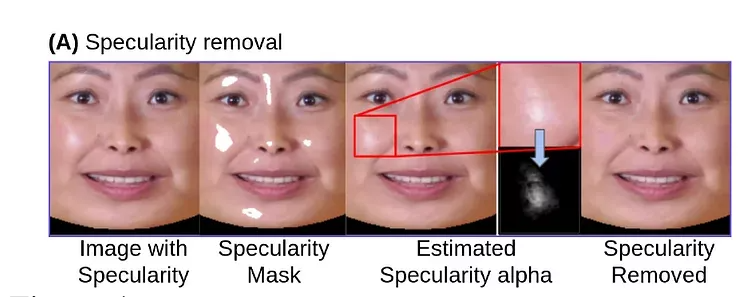 (A) Specularity removal
Image with
Specularity
Specularity
Mask
Estimated
Specularity alpha
Specularity
Removed